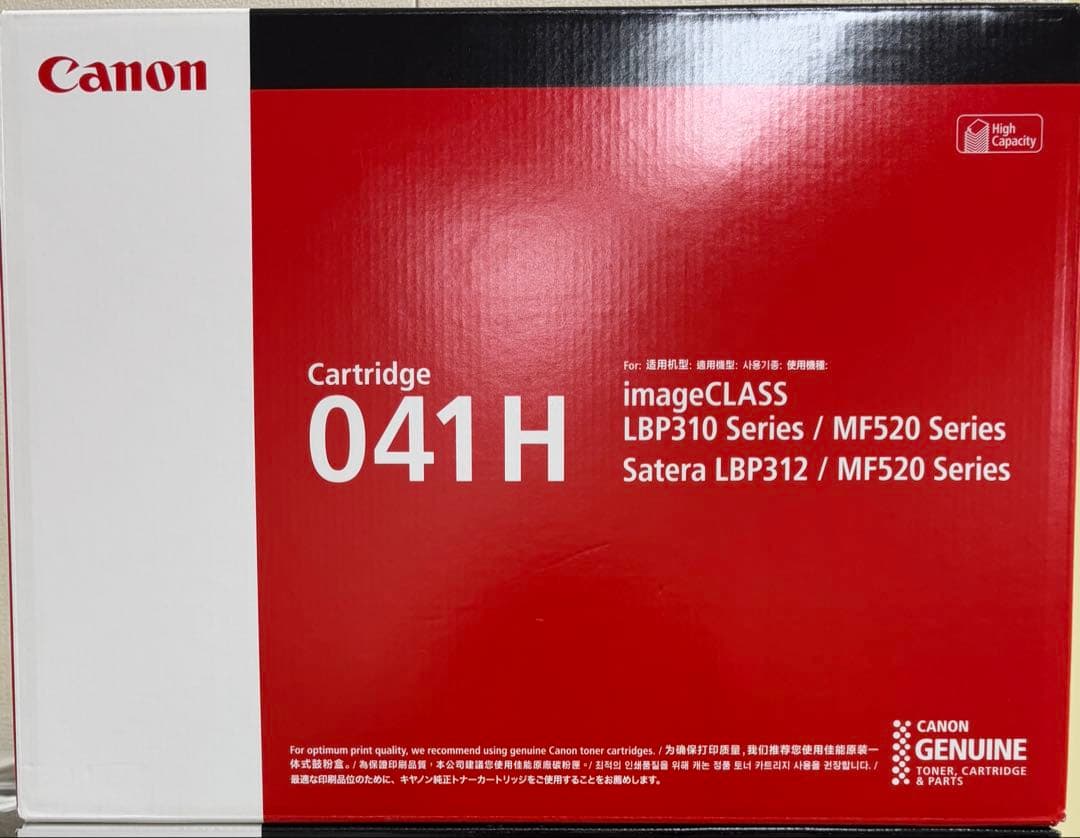 Canon
High
Capacity
Cartridge
041H
For: 适用机型: 適用機型: 사용기종: 使用機種:
imageCLASS
LBP310 Series / MF520 Series
Satera LBP312 / MF520 Series
For optimum print quality, we recommend using genuine Canon toner cartridges. / 为确保打印质量,我们推荐您使用佳能原装一
体式鼓粉盒。/ 為保證印刷品質,本公司建議您使用佳能原廠碳粉匣。/ 최적의 인쇄품질을 위해 캐논 정품 토너 카트리지 사용을 권장합니다. /
最適な印刷品位のために、キヤノン純正トナーカートリッジをご使用することをお薦めします。
CANON
GENUINE
TONER, CARTRIDGE
& PARTS